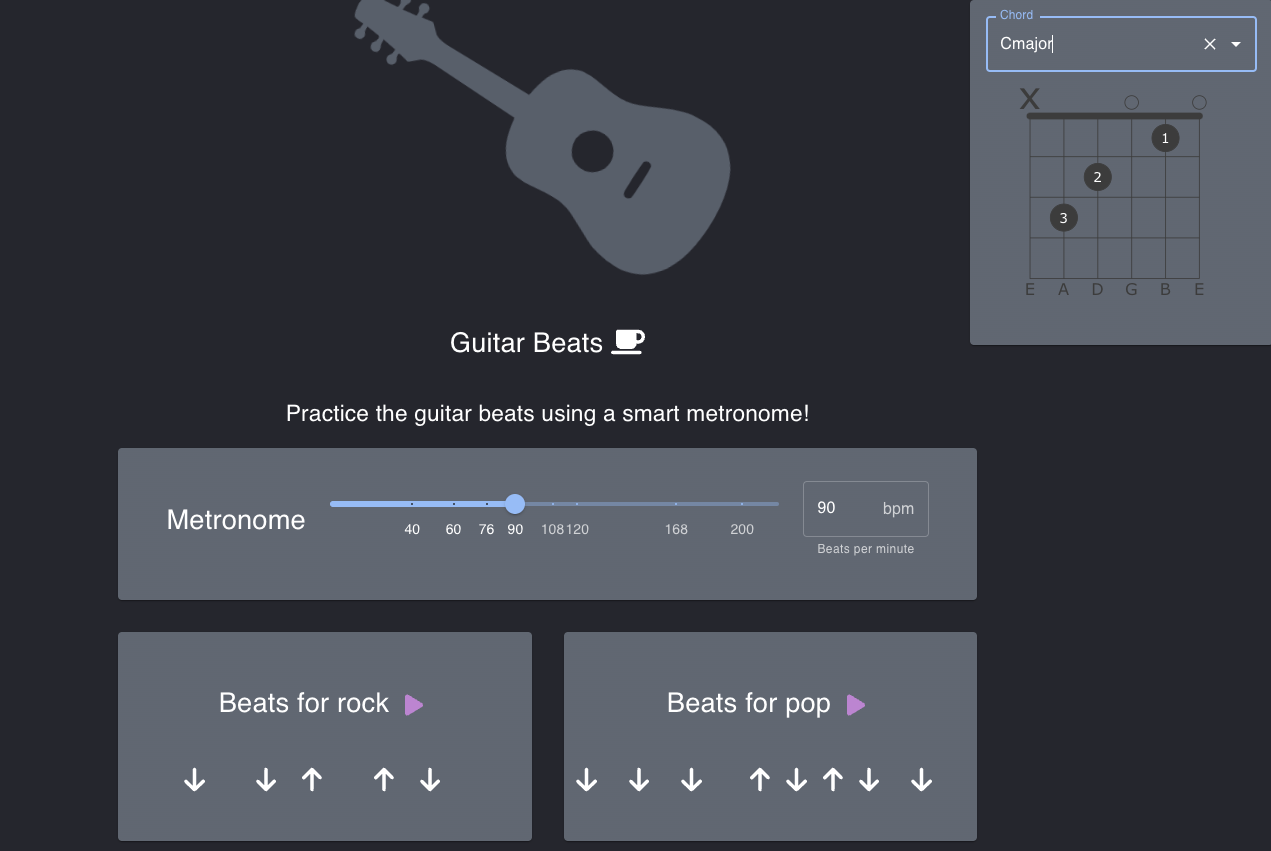 Chord
Cmajor
X
1
2
3
E A D G B E
Guitar Beats
Practice the guitar beats using a smart metronome!
Metronome
40 60 76 90 108 120 168 200
90 bpm
Beats per minute
Beats for rock
Beats for pop